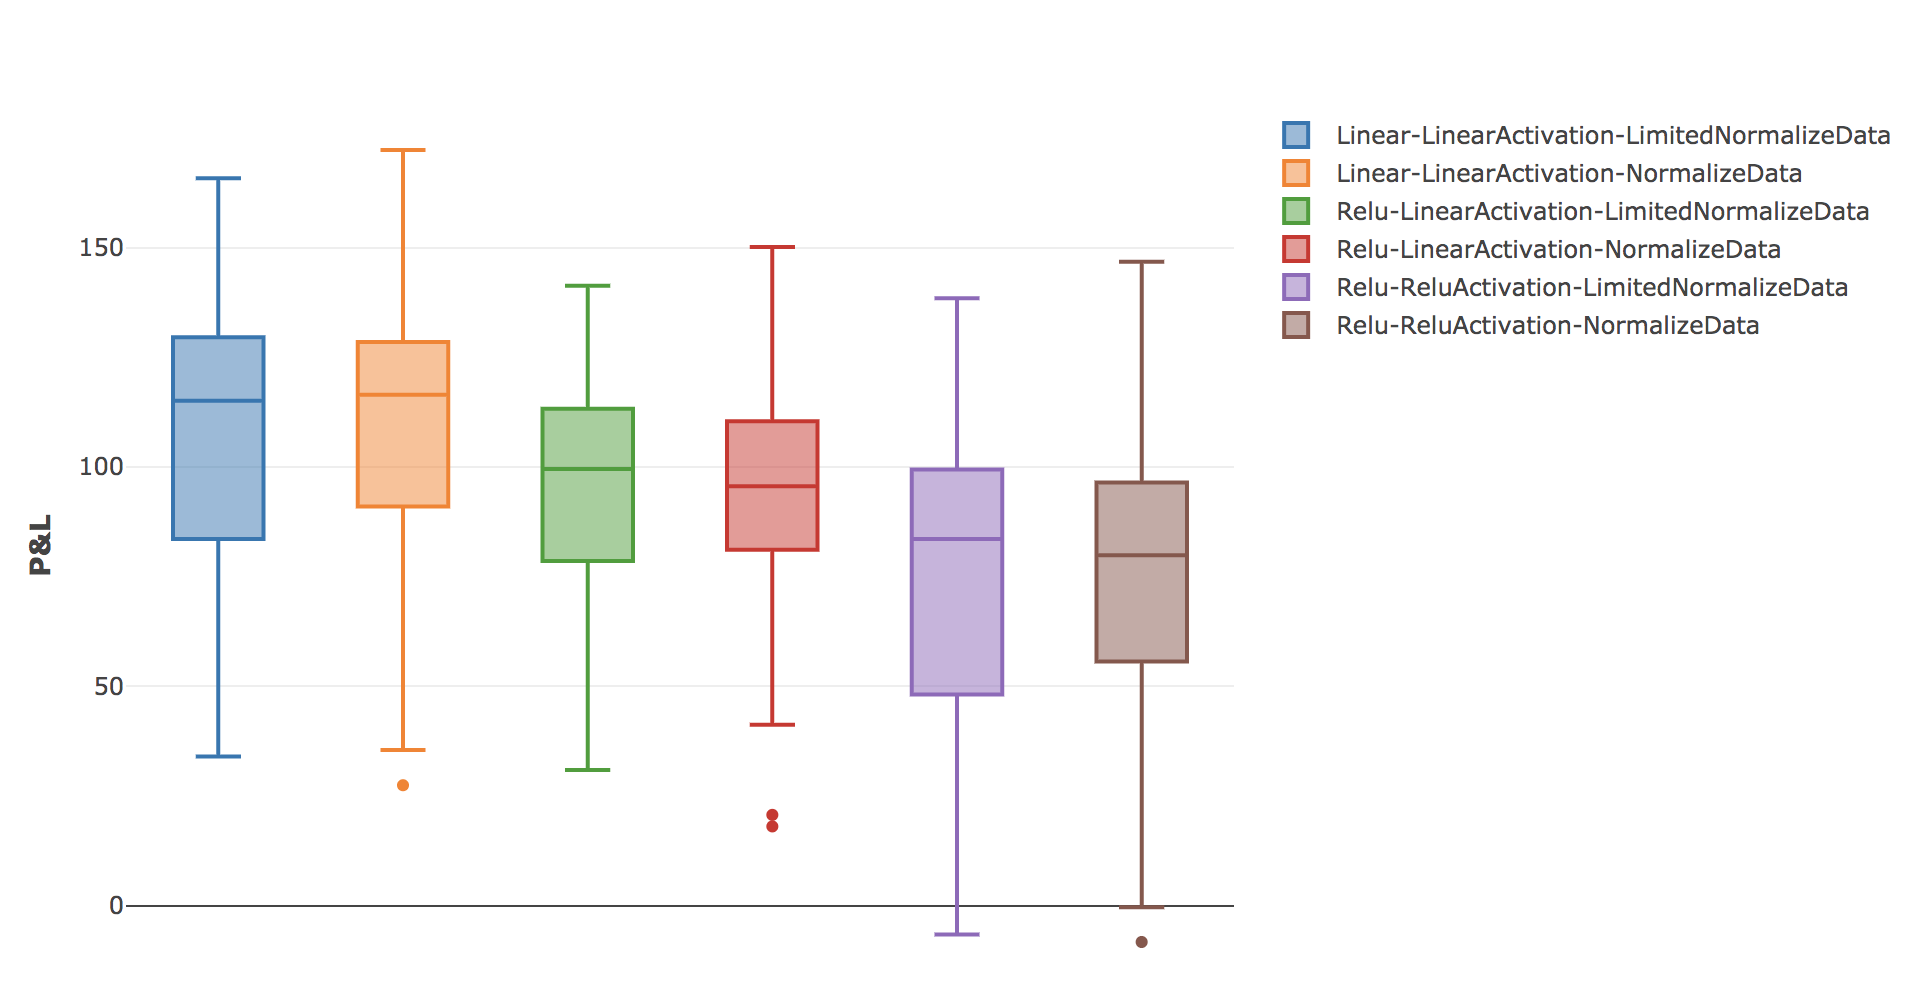 P&L
150
100
50
0
Linear-LinearActivation-LimitedNormalizeData
Linear-LinearActivation-NormalizeData
Relu-LinearActivation-LimitedNormalizeData
Relu-LinearActivation-NormalizeData
Relu-ReluActivation-LimitedNormalizeData
Relu-ReluActivation-NormalizeData